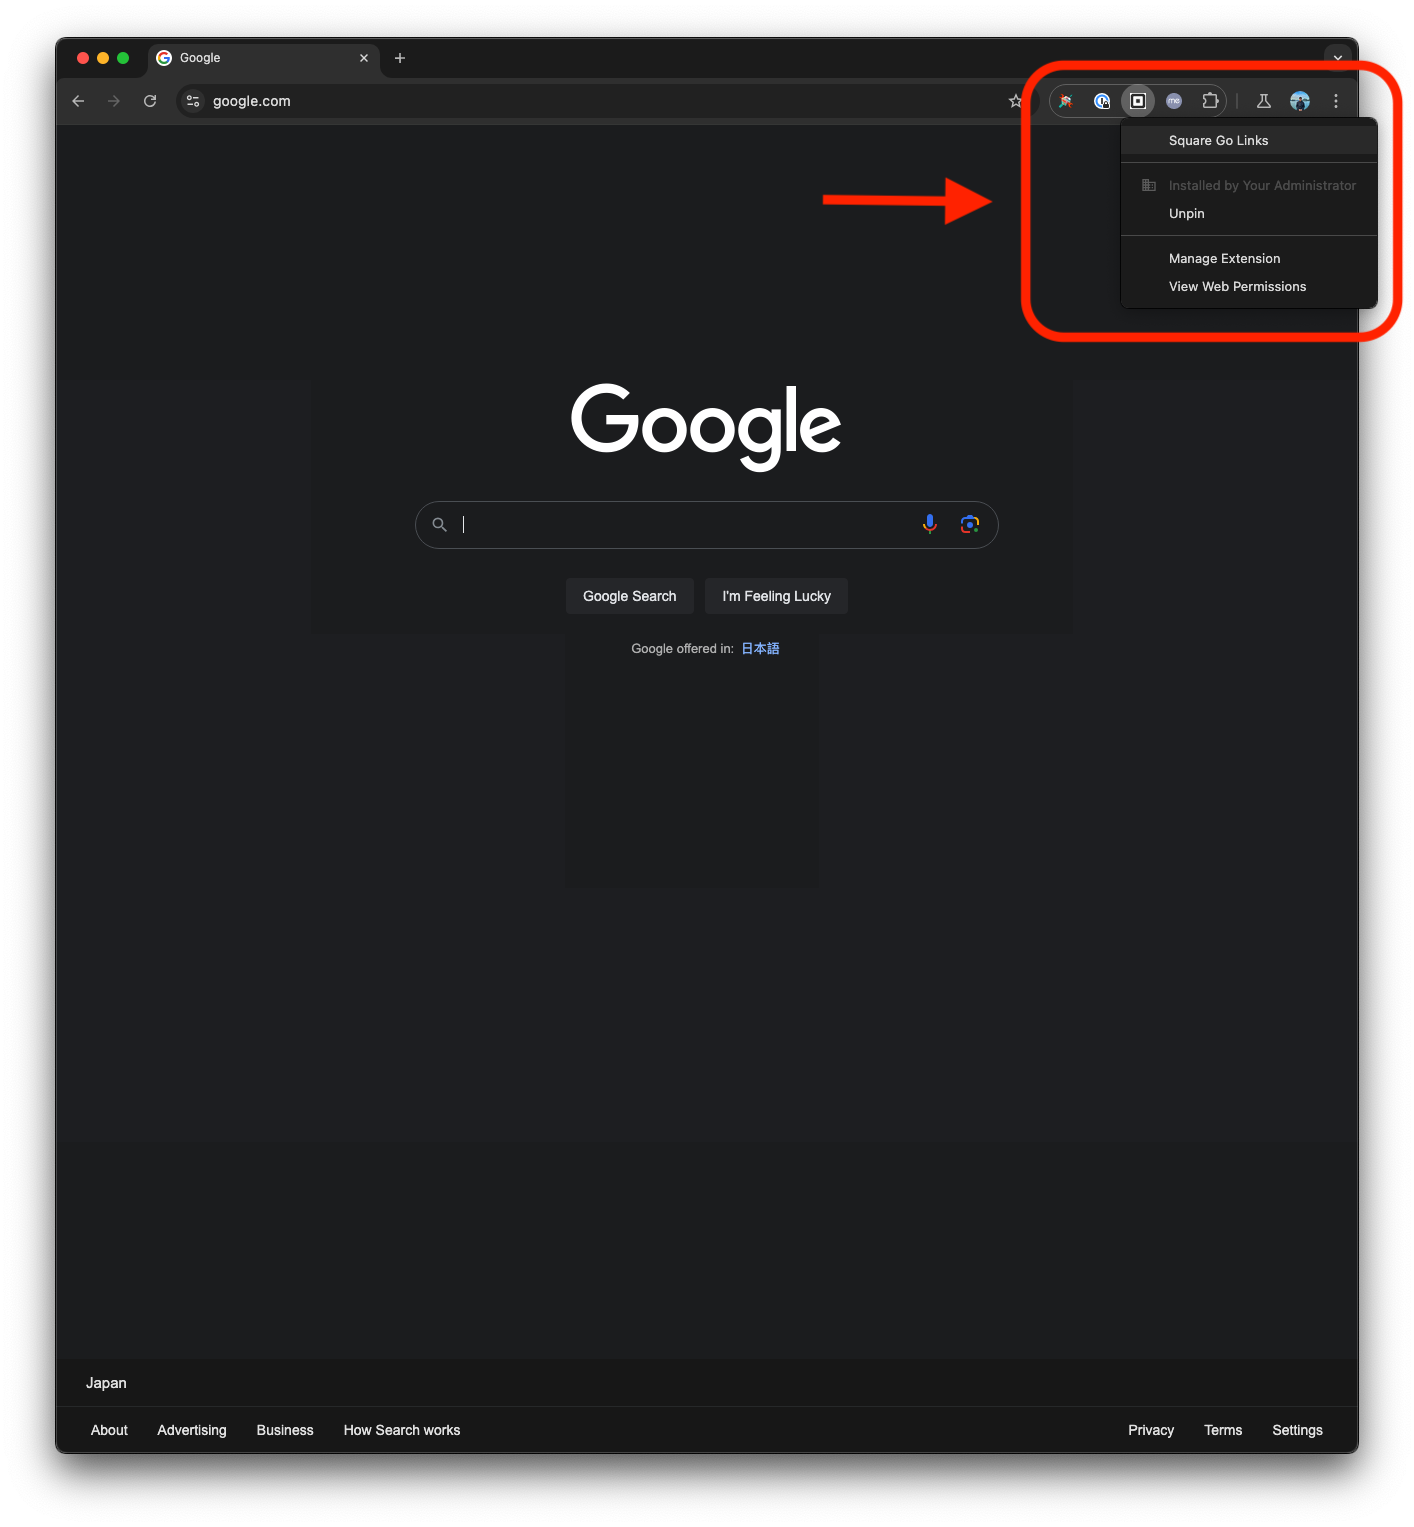 Google
google.com
me
Square Go Links
Installed by Your Administrator
Unpin
Manage Extension
View Web Permissions
Google
Google Search
I'm Feeling Lucky
Google offered in: 日本語
Japan
About Advertising Business How Search works Privacy Terms Settings